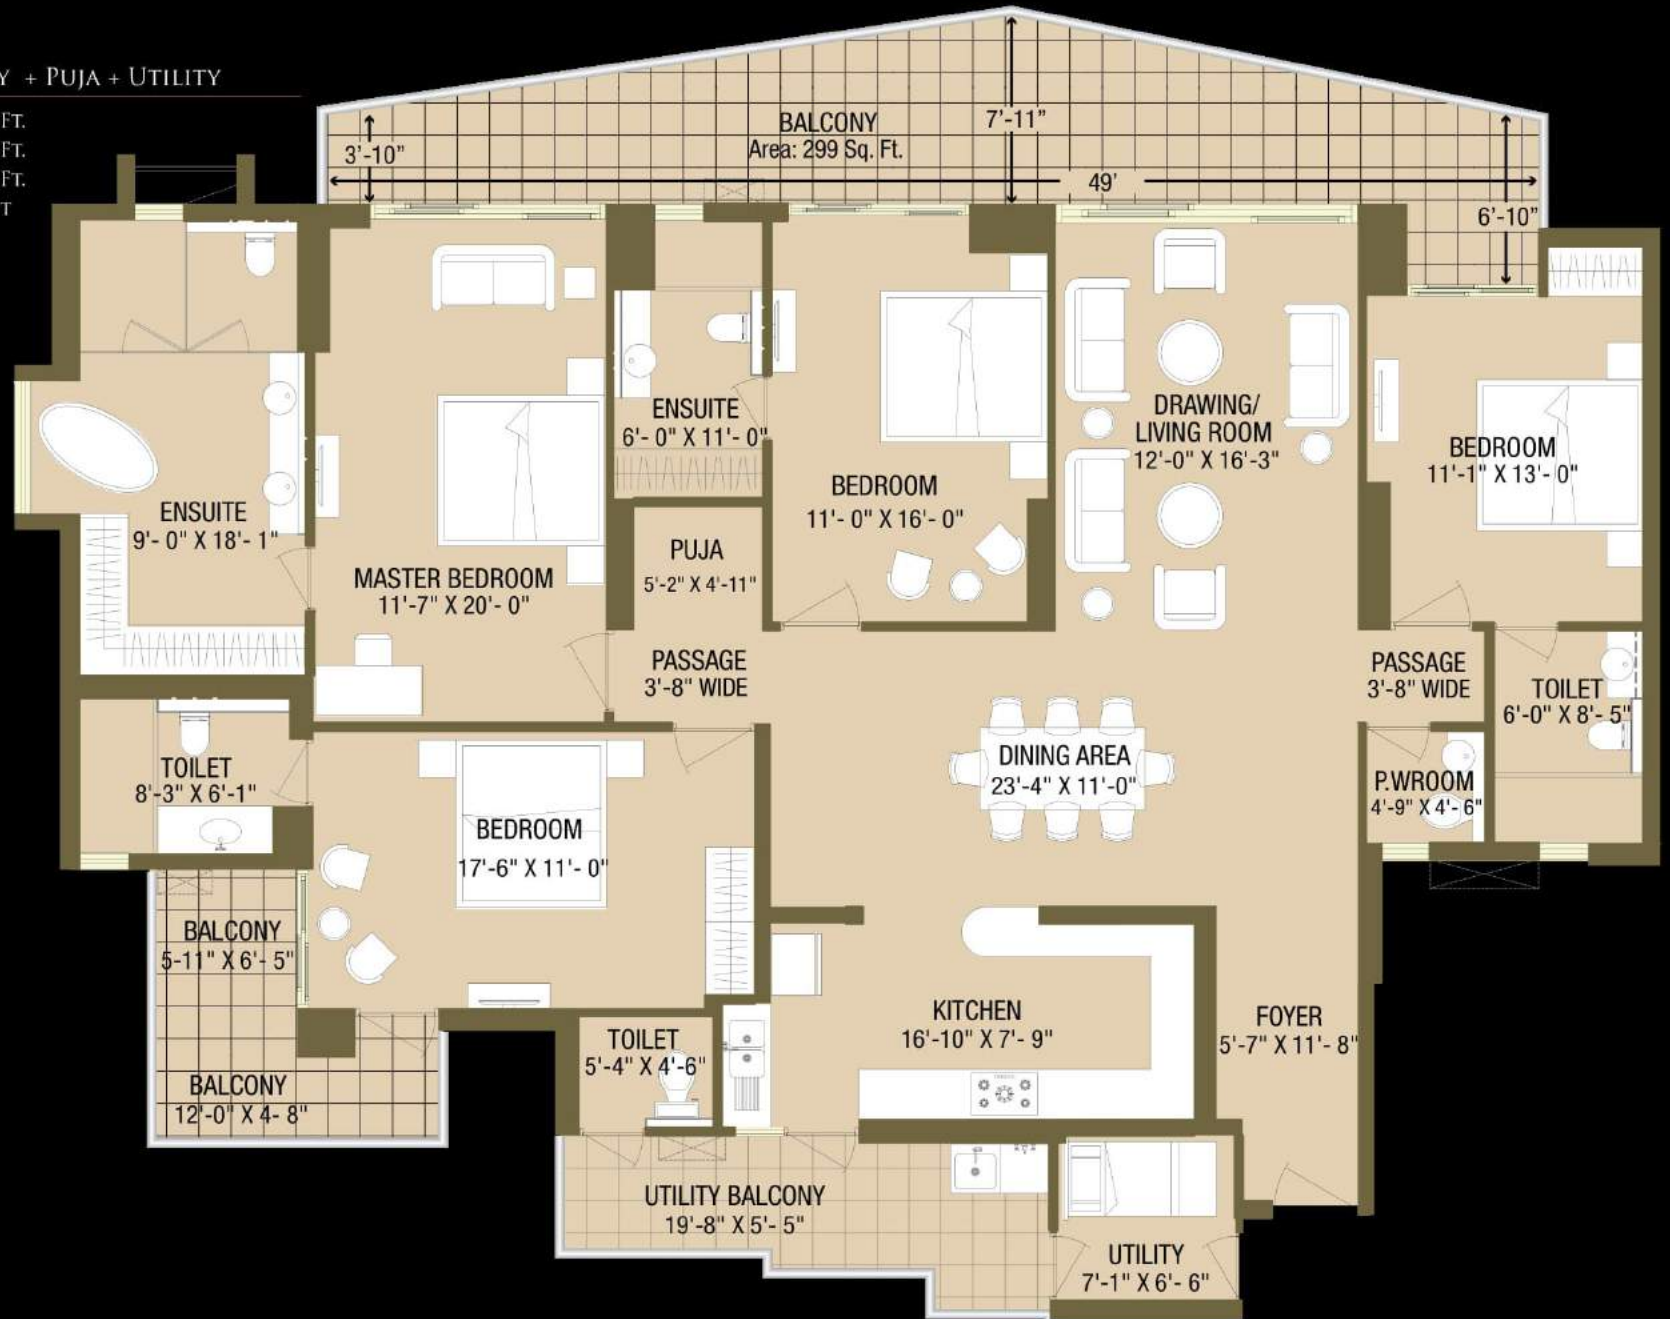 Y + PUJA + UTILITY
FT.
FT.
FT.
T
BALCONY
Area: 299 Sq. Ft.
3'-10"
7'-11"
49'
6'-10"
ENSUITE
9'- 0" X 18'- 1"
MASTER BEDROOM
11'-7" X 20'- 0"
ENSUITE
6'- 0" X 11'- 0"
PUJA
5'-2" X 4'-11"
BEDROOM
11'- 0" X 16'- 0"
DRAWING/
LIVING ROOM
12'-0" X 16'-3"
BEDROOM
11'-1" X 13'- 0"
PASSAGE
3'-8" WIDE
PASSAGE
3'-8" WIDE
TOILET
6'-0" X 8'- 5"
TOILET
8'-3" X 6'-1"
BEDROOM
17'-6" X 11'- 0"
DINING AREA
23'-4" X 11'-0"
P.WROOM
4'-9" X 4'- 6"
BALCONY
5-11" X 6'- 5"
BALCONY
12'-0" X 4- 8"
TOILET
5'-4" X 4'-6"
KITCHEN
16'-10" X 7'- 9"
FOYER
5'-7" X 11'- 8"
UTILITY BALCONY
19'-8" X 5'- 5"
UTILITY
7'-1" X 6'- 6"